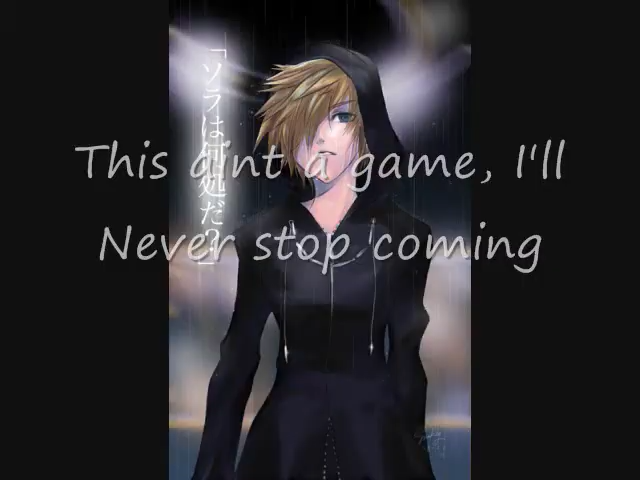 「ソラは何処だ?」
This aint a game, I'll
Never stop coming